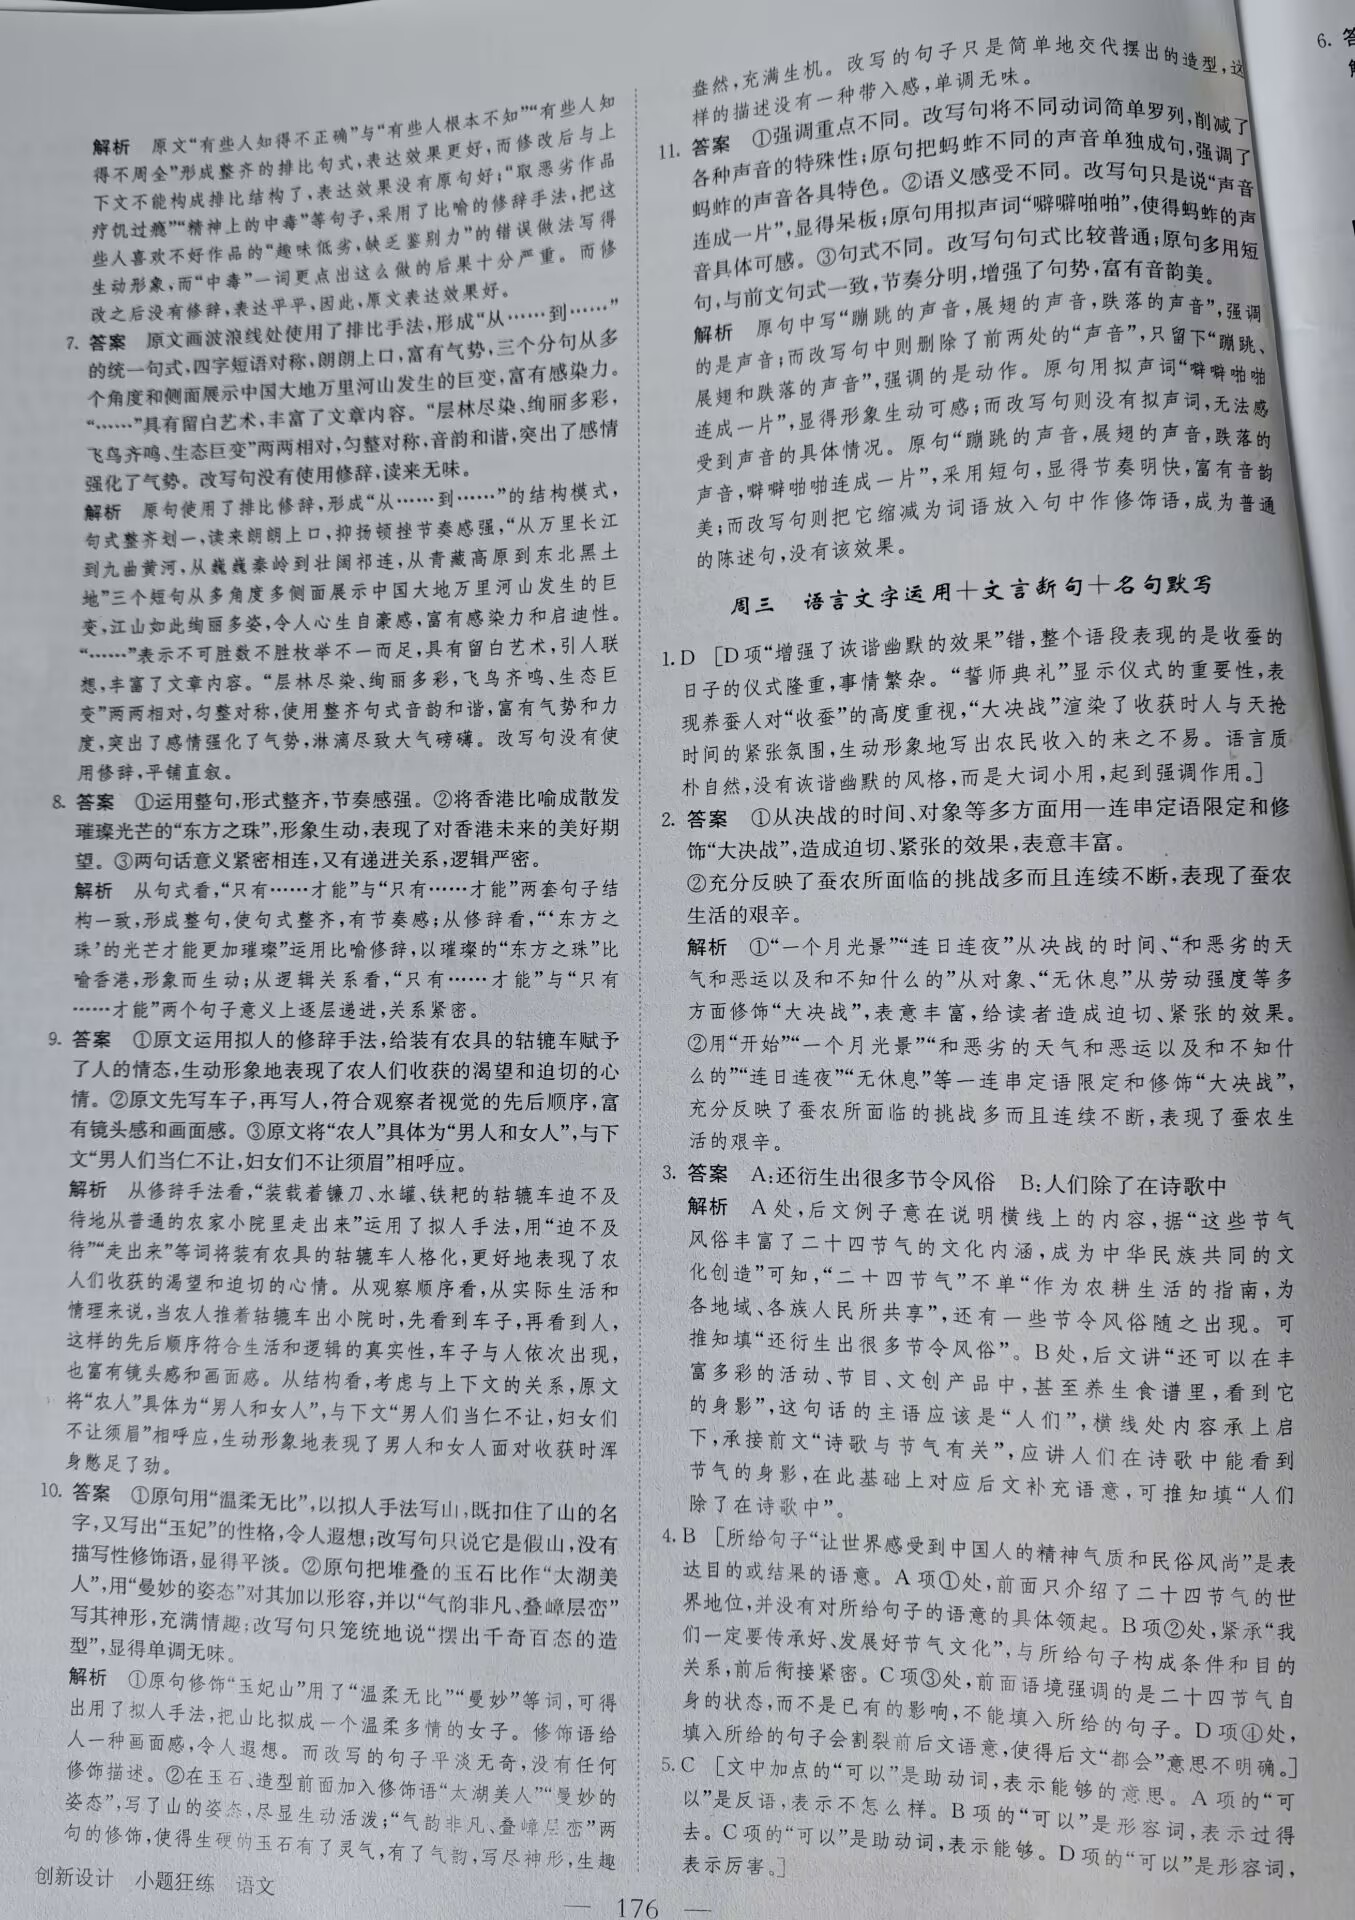 解析　原文“有些人知得不正确”与“有些人根本不知”“有些人知
得不周全”形成整齐的排比句式，表达效果更好，而修改后与上
下文不能构成排比结构了，表达效果没有原句好；“取恶劣作品
疗饥过瘾”“精神上的中毒”等句子，采用了比喻的修辞手法，把这
些人喜欢不好作品的“趣味低劣，缺乏鉴别力”的错误做法写得
生动形象，而“中毒”一词更点出这么做的后果十分严重。而修
改之后没有修辞，表达平平，因此，原文表达效果好。
7. 答案　原文画波浪线处使用了排比手法，形成“从……到……”
的统一句式，四字短语对称，朗朗上口，富有气势，三个分句从多
个角度和侧面展示中国大地万里河山发生的巨变，富有感染力。
“……”具有留白艺术，丰富了文章内容。“层林尽染、绚丽多彩，
飞鸟齐鸣、生态巨变”两两相对，匀整对称，音韵和谐，突出了感情
强化了气势。改写句没有使用修辞，读来无味。
解析　原句使用了排比修辞，形成“从……到……”的结构模式，
句式整齐划一，读来朗朗上口，抑扬顿挫节奏感强，“从万里长江
到九曲黄河，从巍巍秦岭到壮阔祁连，从青藏高原到东北黑土
地”三个短句从多角度多侧面展示中国大地万里河山发生的巨
变，江山如此绚丽多姿，令人心生自豪感，富有感染力和启迪性。
“……”表示不可胜数不胜枚举不一而足，具有留白艺术，引人联
想，丰富了文章内容。“层林尽染、绚丽多彩，飞鸟齐鸣、生态巨
变”两两相对，匀整对称，使用整齐句式音韵和谐，富有气势和力
度，突出了感情强化了气势，淋漓尽致大气磅礴。改写句没有使
用修辞，平铺直叙。
8. 答案　①运用整句，形式整齐，节奏感强。②将香港比喻成散发
璀璨光芒的“东方之珠”，形象生动，表现了对香港未来的美好期
望。③两句话意义紧密相连，又有递进关系，逻辑严密。
解析　从句式看，“只有……才能”与“只有……才能”两套句子结
构一致，形成整句，使句式整齐，有节奏感；从修辞看，“‘东方之
珠’的光芒才能更加璀璨”运用比喻修辞，以璀璨的“东方之珠”比
喻香港，形象而生动；从逻辑关系看，“只有……才能”与“只有
……才能”两个句子意义上逐层递进，关系紧密。
9. 答案　①原文运用拟人的修辞手法，给装有农具的轱辘车赋予
了人的情态，生动形象地表现了农人们收获的渴望和迫切的心
情。②原文先写车子，再写人，符合观察者视觉的先后顺序，富
有镜头感和画面感。③原文将“农人”具体为“男人和女人”，与下
文“男人们当仁不让，妇女们不让须眉”相呼应。
解析　从修辞手法看，“装载着镰刀、水罐、铁耙的轱辘车迫不及
待地从普通的农家小院里走出来”运用了拟人手法，用“迫不及
待”“走出来”等词将装有农具的轱辘车人格化，更好地表现了农
人们收获的渴望和迫切的心情。从观察顺序看，从实际生活和
情理来说，当农人推着轱辘车出小院时，先看到车子，再看到人，
这样的先后顺序符合生活和逻辑的真实性，车子与人依次出现，
也富有镜头感和画面感。从结构看，考虑与上下文的关系，原文
将“农人”具体为“男人和女人”，与下文“男人们当仁不让，妇女们
不让须眉”相呼应，生动形象地表现了男人和女人面对收获时浑
身憋足了劲。
10. 答案　①原句用“温柔无比”，以拟人手法写山，既扣住了山的名
字，又写出“玉妃”的性格，令人遐想；改写句只说它是假山，没有
描写性修饰语，显得平淡。②原句把堆叠的玉石比作“太湖美
人”，用“曼妙的姿态”对其加以形容，并以“气韵非凡、叠嶂层峦”
写其神形，充满情趣；改写句只笼统地说“摆出千奇百态的造
型”，显得单调无味。
解析　①原句修饰“玉妃山”用了“温柔无比”“曼妙”等词，可得
出用了拟人手法，把山比拟成一个温柔多情的女子。修饰语给
人一种画面感，令人遐想。而改写的句子平淡无奇，没有任何
修饰描述。②在玉石、造型前面加入修饰语“太湖美人”“曼妙的
姿态”，写了山的姿态，尽显生动活泼；“气韵非凡、叠嶂层峦”两
句的修饰，使得生硬的玉石有了灵气，有了气韵，写尽神形，生趣
创新设计　小题狂练　语文
盎然，充满生机。改写的句子只是简单地交代摆出的造型，这
样的描述没有一种带入感，单调无味。
11. 答案　①强调重点不同。改写句将不同动词简单罗列，削减了
各种声音的特殊性；原句把蚂蚱不同的声音单独成句，强调了
蚂蚱的声音各具特色。②语义感受不同。改写句只是说“声音
连成一片”，显得呆板；原句用拟声词“噼噼啪啪”，使得蚂蚱的声
音具体可感。③句式不同。改写句句式比较普通；原句多用短
句，与前文句式一致，节奏分明，增强了句势，富有音韵美。
解析　原句中写“蹦跳的声音，展翅的声音，跌落的声音”，强调
的是声音；而改写句中则删除了前两处的“声音”，只留下“蹦跳、
展翅和跌落的声音”，强调的是动作。原句用拟声词“噼噼啪啪
连成一片”，显得形象生动可感；而改写句则没有拟声词，无法感
受到声音的具体情况。原句“蹦跳的声音，展翅的声音，跌落的
声音，噼噼啪啪连成一片”，采用短句，显得节奏明快，富有音韵
美；而改写句则把它缩减为词语放入句中作修饰语，成为普通
的陈述句，没有该效果。
周三　语言文字运用＋文言断句＋名句默写
1. D　[D项“增强了诙谐幽默的效果”错，整个语段表现的是收蚕的
日子的仪式隆重，事情繁杂。“誓师典礼”显示仪式的重要性，表
现养蚕人对“收蚕”的高度重视，“大决战”渲染了收获时人与天抢
时间的紧张氛围，生动形象地写出农民收入的来之不易。语言质
朴自然，没有诙谐幽默的风格，而是大词小用，起到强调作用。]
2. 答案　①从决战的时间、对象等多方面用一连串定语限定和修
饰“大决战”，造成迫切、紧张的效果，表意丰富。
②充分反映了蚕农所面临的挑战多而且连续不断，表现了蚕农
生活的艰辛。
解析　①“一个月光景”“连日连夜”从决战的时间、“和恶劣的天
气和恶运以及和不知什么的”从对象、“无休息”从劳动强度等多
方面修饰“大决战”，表意丰富，给读者造成迫切、紧张的效果。
②用“开始”“一个月光景”“和恶劣的天气和恶运以及和不知什
么的”“连日连夜”“无休息”等一连串定语限定和修饰“大决战”，
充分反映了蚕农所面临的挑战多而且连续不断，表现了蚕农生
活的艰辛。
3. 答案　A:还衍生出很多节令风俗　B:人们除了在诗歌中
解析　A处，后文例子意在说明横线上的内容，据“这些节气
风俗丰富了二十四节气的文化内涵，成为中华民族共同的文
化创造”可知，“二十四节气”不单“作为农耕生活的指南，为
各地域、各族人民所共享”，还有一些节令风俗随之出现。可
推知填“还衍生出很多节令风俗”。B处，后文讲“还可以在丰
富多彩的活动、节目、文创产品中，甚至养生食谱里，看到它
的身影”，这句话的主语应该是“人们”，横线处内容承上启
下，承接前文“诗歌与节气有关”，应讲人们在诗歌中能看到
节气的身影，在此基础上对应后文补充语意，可推知填“人们
除了在诗歌中”。
4. B　[所给句子“让世界感受到中国人的精神气质和民俗风尚”是表
达目的或结果的语意。A项①处，前面只介绍了二十四节气的世
界地位，并没有对所给句子的语意的具体领起。B项②处，紧承“我
们一定要传承好、发展好节气文化”，与所给句子构成条件和目的
关系，前后衔接紧密。C项③处，前面语境强调的是二十四节气自
身的状态，而不是已有的影响，不能填入所给的句子。D项④处，
填入所给的句子会割裂前后文语意，使得后文“都会”意思不明确。]
5. C　[文中加点的“可以”是助动词，表示能够的意思。A项的“可
以”是反语，表示不怎么样。B项的“可以”是形容词，表示过得
去。C项的“可以”是助动词，表示能够。D项的“可以”是形容词，
表示厉害。]
— 176 —
6. 答